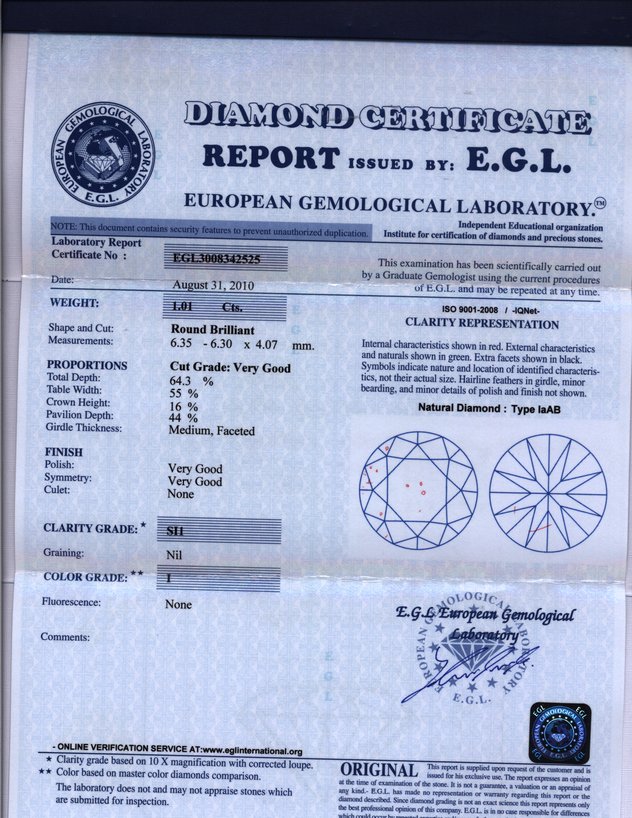 DIAMOND CERTIFICATE
REPORT ISSUED BY: E.G.L.
EUROPEAN GEMOLOGICAL LABORATORY.™
EUROPEAN GEMOLOGICAL LABORATORY
E.G.L.
NOTE: This document contains security features to prevent unauthorized duplication.
Independent Educational organization
Institute for certification of diamonds and precious stones.
Laboratory Report
Certificate No : EGL3008342525
Date: August 31, 2010
This examination has been scientifically carried out
by a Graduate Gemologist using the current procedures
of E.G.L. and may be repeated at any time.
WEIGHT: 1.01 Cts.
Shape and Cut: Round Brilliant
Measurements: 6.35 - 6.30 x 4.07 mm.
PROPORTIONS Cut Grade: Very Good
Total Depth: 64.3 %
Table Width: 55 %
Crown Height: 16 %
Pavilion Depth: 44 %
Girdle Thickness: Medium, Faceted
ISO 9001-2008 / -IQNet-
CLARITY REPRESENTATION
Internal characteristics shown in red. External characteristics
and naturals shown in green. Extra facets shown in black.
Symbols indicate nature and location of identified characteris-
tics, not their actual size. Hairline feathers in girdle, minor
bearding, and minor details of polish and finish not shown.
Natural Diamond : Type IaAB
FINISH
Polish: Very Good
Symmetry: Very Good
Culet: None
CLARITY GRADE: * SI1
Graining: Nil
COLOR GRADE: ** I
Fluorescence: None
Comments:
E.G.L European Gemological
Laboratory
EUROPEAN GEMOLOGICAL LABORATORY
E.G.L.
EGL EGL
EGL EGL
- ONLINE VERIFICATION SERVICE AT:www.eglinternational.org
* Clarity grade based on 10 X magnification with corrected loupe.
** Color based on master color diamonds comparison.
The laboratory does not and may not appraise stones which
are submitted for inspection.
ORIGINAL This report is supplied upon request of the customer and is
issued for his exclusive use. The report expresses an opinion
at the time of examination of the stone. It is not a guarantee, a valuation or an appraisal of
any kind.- E.G.L. has made no representation or warranty regarding this report or the
diamond described. Since diamond grading is not an exact science this report represents only
the best professional opinion of this company. E.G.L. is in no case responsible for differences
which could occur